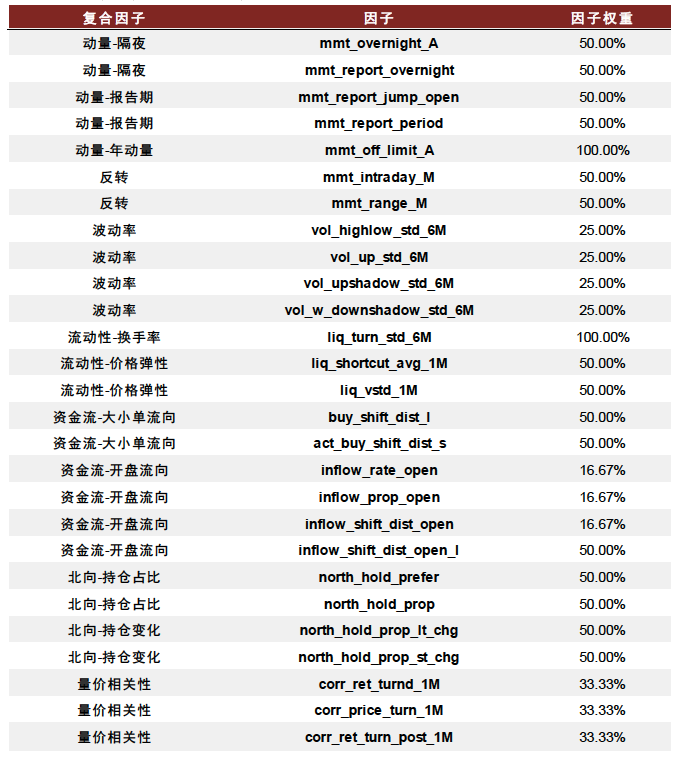 复合因子 因子 因子权重
动量-隔夜 mmt_overnight_A 50.00%
动量-隔夜 mmt_report_overnight 50.00%
动量-报告期 mmt_report_jump_open 50.00%
动量-报告期 mmt_report_period 50.00%
动量-年动量 mmt_off_limit_A 100.00%
反转 mmt_intraday_M 50.00%
反转 mmt_range_M 50.00%
波动率 vol_highlow_std_6M 25.00%
波动率 vol_up_std_6M 25.00%
波动率 vol_upshadow_std_6M 25.00%
波动率 vol_w_downshadow_std_6M 25.00%
流动性-换手率 liq_turn_std_6M 100.00%
流动性-价格弹性 liq_shortcut_avg_1M 50.00%
流动性-价格弹性 liq_vstd_1M 50.00%
资金流-大小单流向 buy_shift_dist_l 50.00%
资金流-大小单流向 act_buy_shift_dist_s 50.00%
资金流-开盘流向 inflow_rate_open 16.67%
资金流-开盘流向 inflow_prop_open 16.67%
资金流-开盘流向 inflow_shift_dist_open 16.67%
资金流-开盘流向 inflow_shift_dist_open_l 50.00%
北向-持仓占比 north_hold_prefer 50.00%
北向-持仓占比 north_hold_prop 50.00%
北向-持仓变化 north_hold_prop_lt_chg 50.00%
北向-持仓变化 north_hold_prop_st_chg 50.00%
量价相关性 corr_ret_turnd_1M 33.33%
量价相关性 corr_price_turn_1M 33.33%
量价相关性 corr_ret_turn_post_1M 33.33%